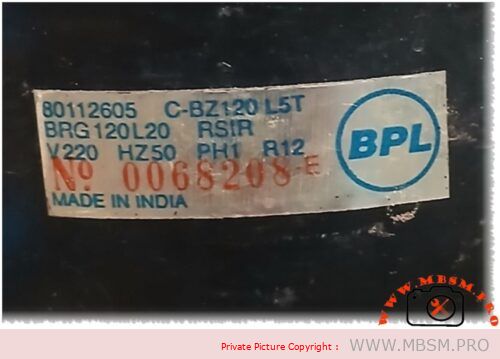 80112605 C-BZ120 L5T
BRG120L20 RSIR
V220 HZ50 PH1 R12
Nº 0068208-E
MADE IN INDIA
BPL
WWW.MBSM.PRO
Private Picture Copyright : WWW.MBSM.PRO